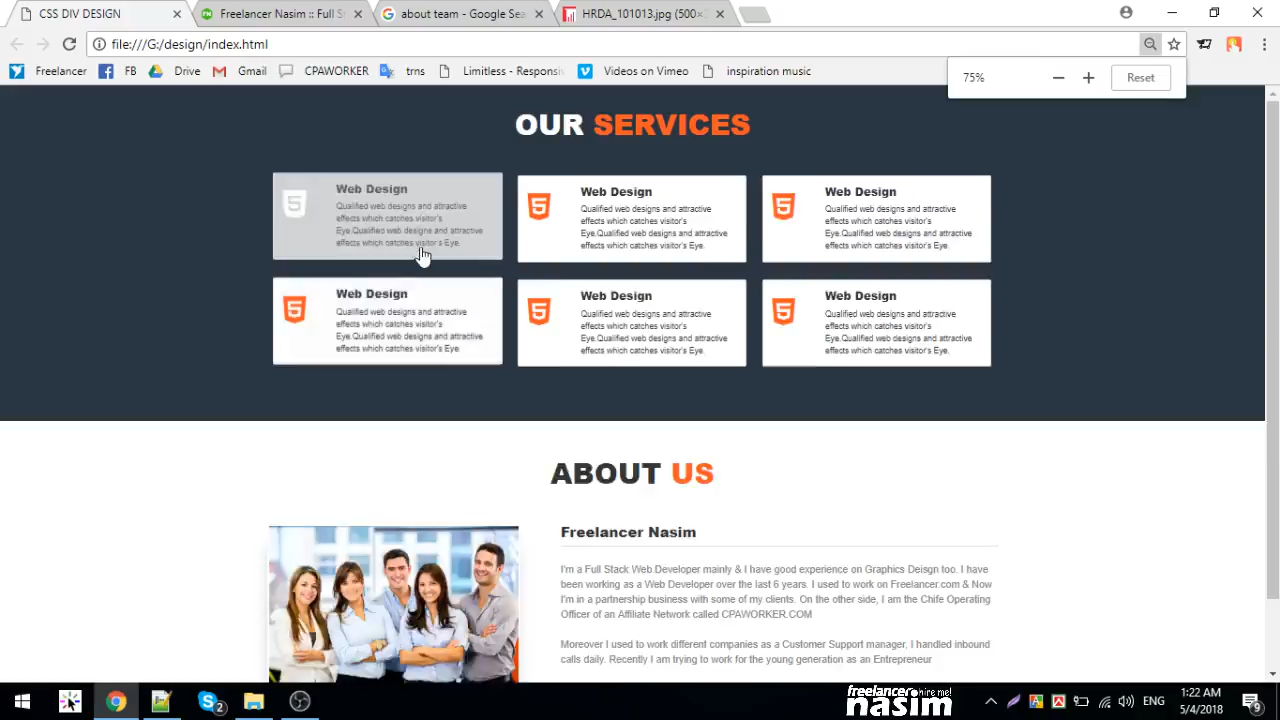 CSS DIV DESIGN
Freelancer Nasim :: Full S
about team - Google Sea
HRDA_101013.jpg (500×
file:///G:/design/index.html
Freelancer
FB
Drive
Gmail
CPAWORKER
trns
Limitless - Responsi
Videos on Vimeo
inspiration music
75%
Reset
OUR SERVICES
Web Design
Qualified web designs and attractive
effects which catches visitor's
Eye.Qualified web designs and attractive
effects which catches visitor's Eye.
Web Design
Qualified web designs and attractive
effects which catches visitor's
Eye.Qualified web designs and attractive
effects which catches visitor's Eye.
Web Design
Qualified web designs and attractive
effects which catches visitor's
Eye.Qualified web designs and attractive
effects which catches visitor's Eye.
Web Design
Qualified web designs and attractive
effects which catches visitor's
Eye.Qualified web designs and attractive
effects which catches visitor's Eye.
Web Design
Qualified web designs and attractive
effects which catches visitor's
Eye.Qualified web designs and attractive
effects which catches visitor's Eye.
Web Design
Qualified web designs and attractive
effects which catches visitor's
Eye.Qualified web designs and attractive
effects which catches visitor's Eye.
ABOUT US
Freelancer Nasim
I'm a Full Stack Web Developer mainly & I have good experience on Graphics Deisgn too. I have
been working as a Web Developer over the last 6 years. I used to work on Freelancer.com & Now
I'm in a partnership business with some of my clients. On the other side, I am the Chife Operating
Officer of an Affiliate Network called CPAWORKER.COM
Moreover I used to work different companies as a Customer Support manager, I handled inbound
calls daily. Recently I am trying to work for the young generation as an Entrepreneur
freelancer hire me!
nasim
2
ENG
1:22 AM
5/4/2018
9